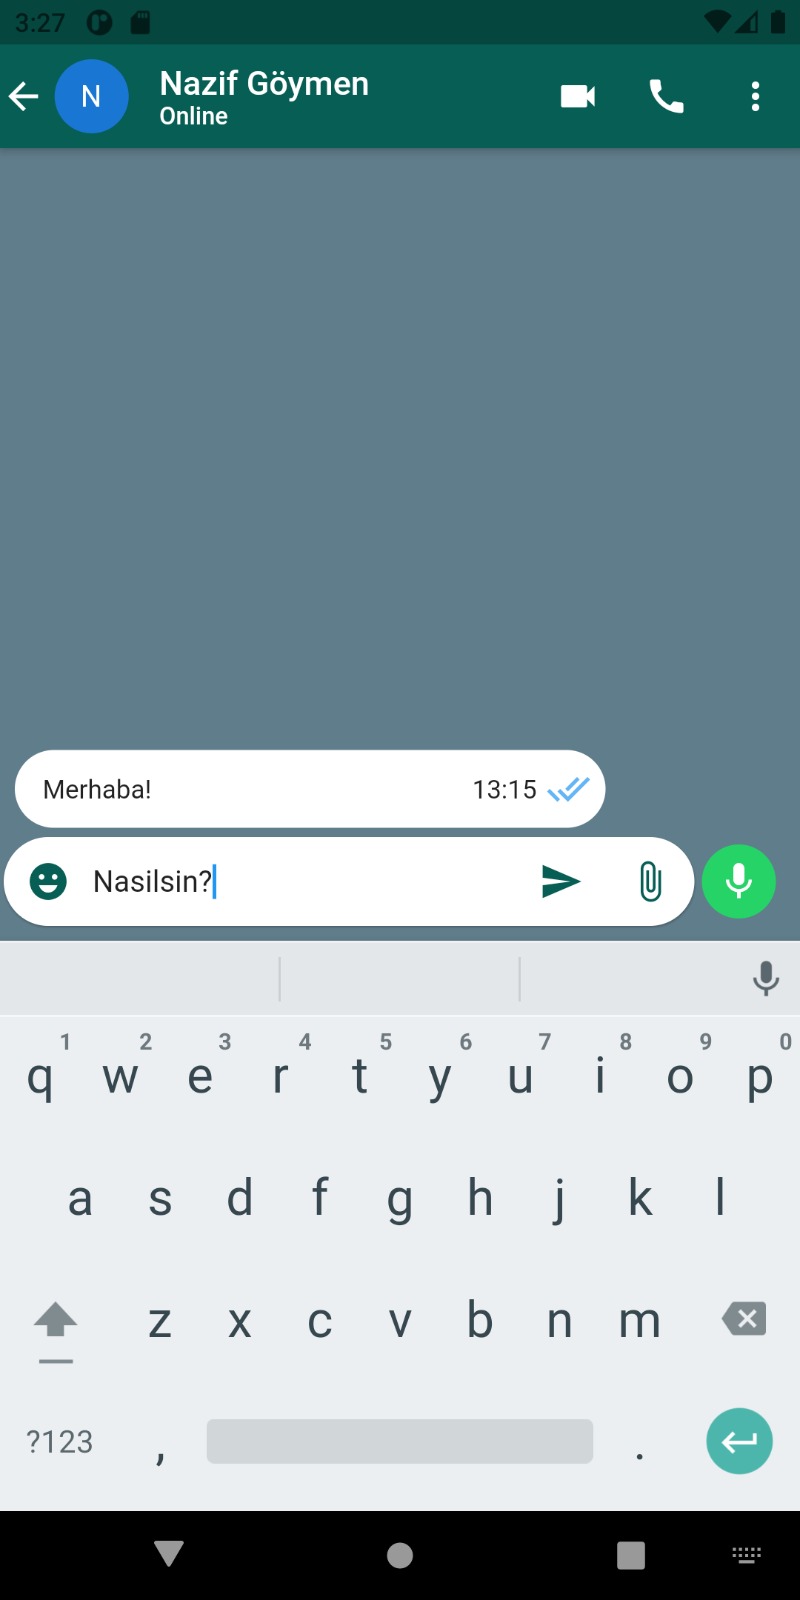 3:27
N
Nazif Göymen
Online
Merhaba! 13:15
Nasilsin?
1 2 3 4 5 6 7 8 9 0
q w e r t y u i o p
a s d f g h j k l
z x c v b n m
?123 , .